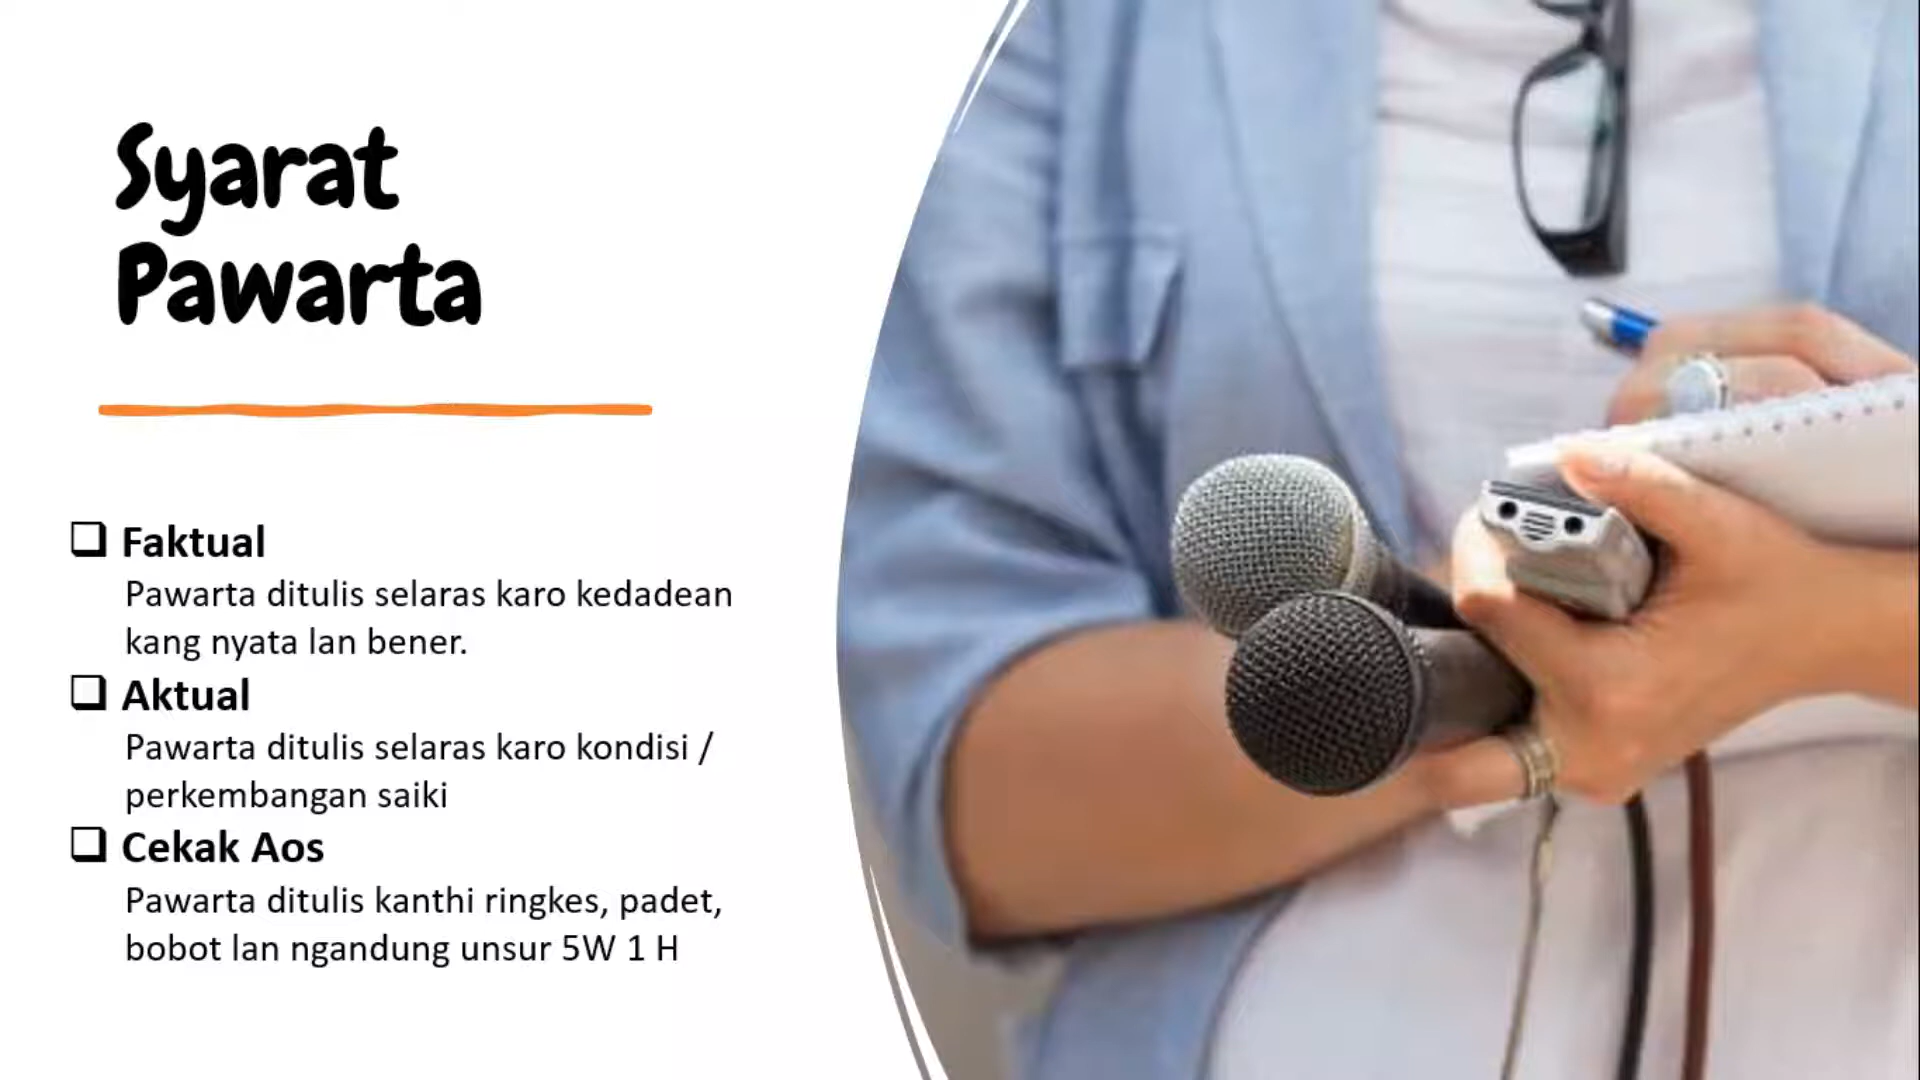 Syarat
Pawarta
Faktual
Pawarta ditulis selaras karo kedadean
kang nyata lan bener.
Aktual
Pawarta ditulis selaras karo kondisi /
perkembangan saiki
Cekak Aos
Pawarta ditulis kanthi ringkes, padet,
bobot lan ngandung unsur 5W 1 H